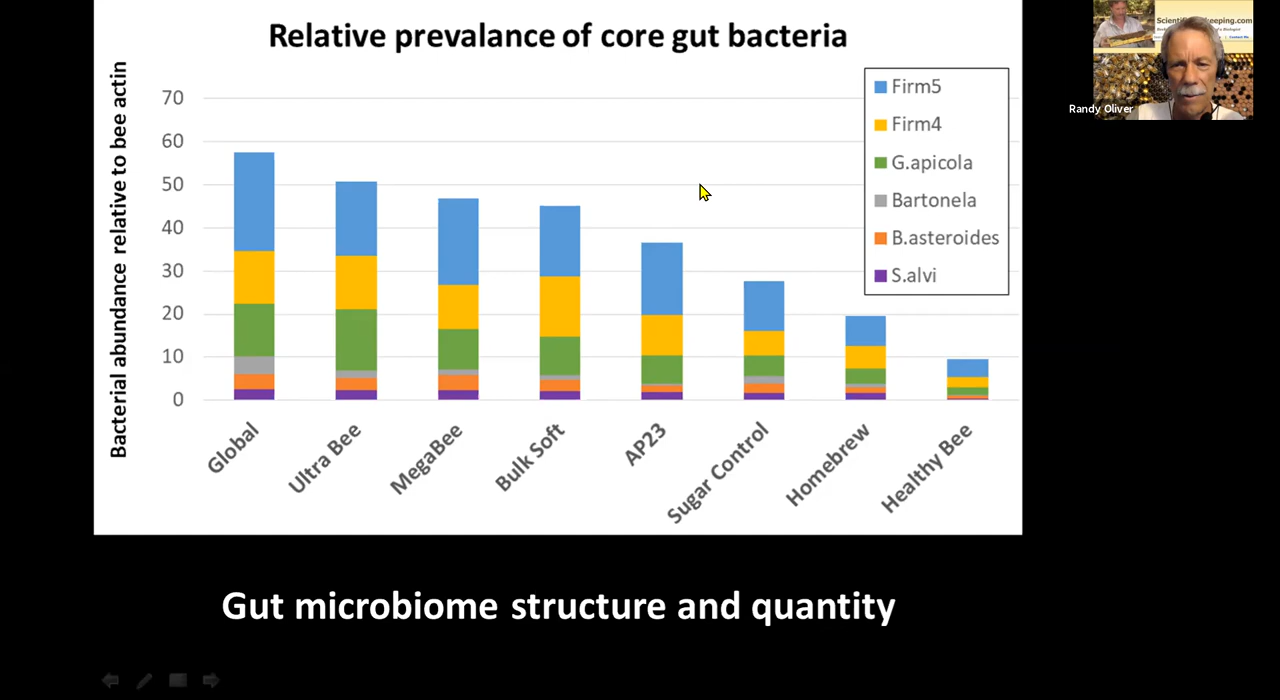 Relative prevalance of core gut bacteria
Bacterial abundance relative to bee actin
70
60
50
40
30
20
10
0
Global
Ultra Bee
MegaBee
Bulk Soft
AP23
Sugar Control
Homebrew
Healthy Bee
Firm5
Firm4
G.apicola
Bartonela
B.asteroides
S.alvi
Randy Oliver
Gut microbiome structure and quantity